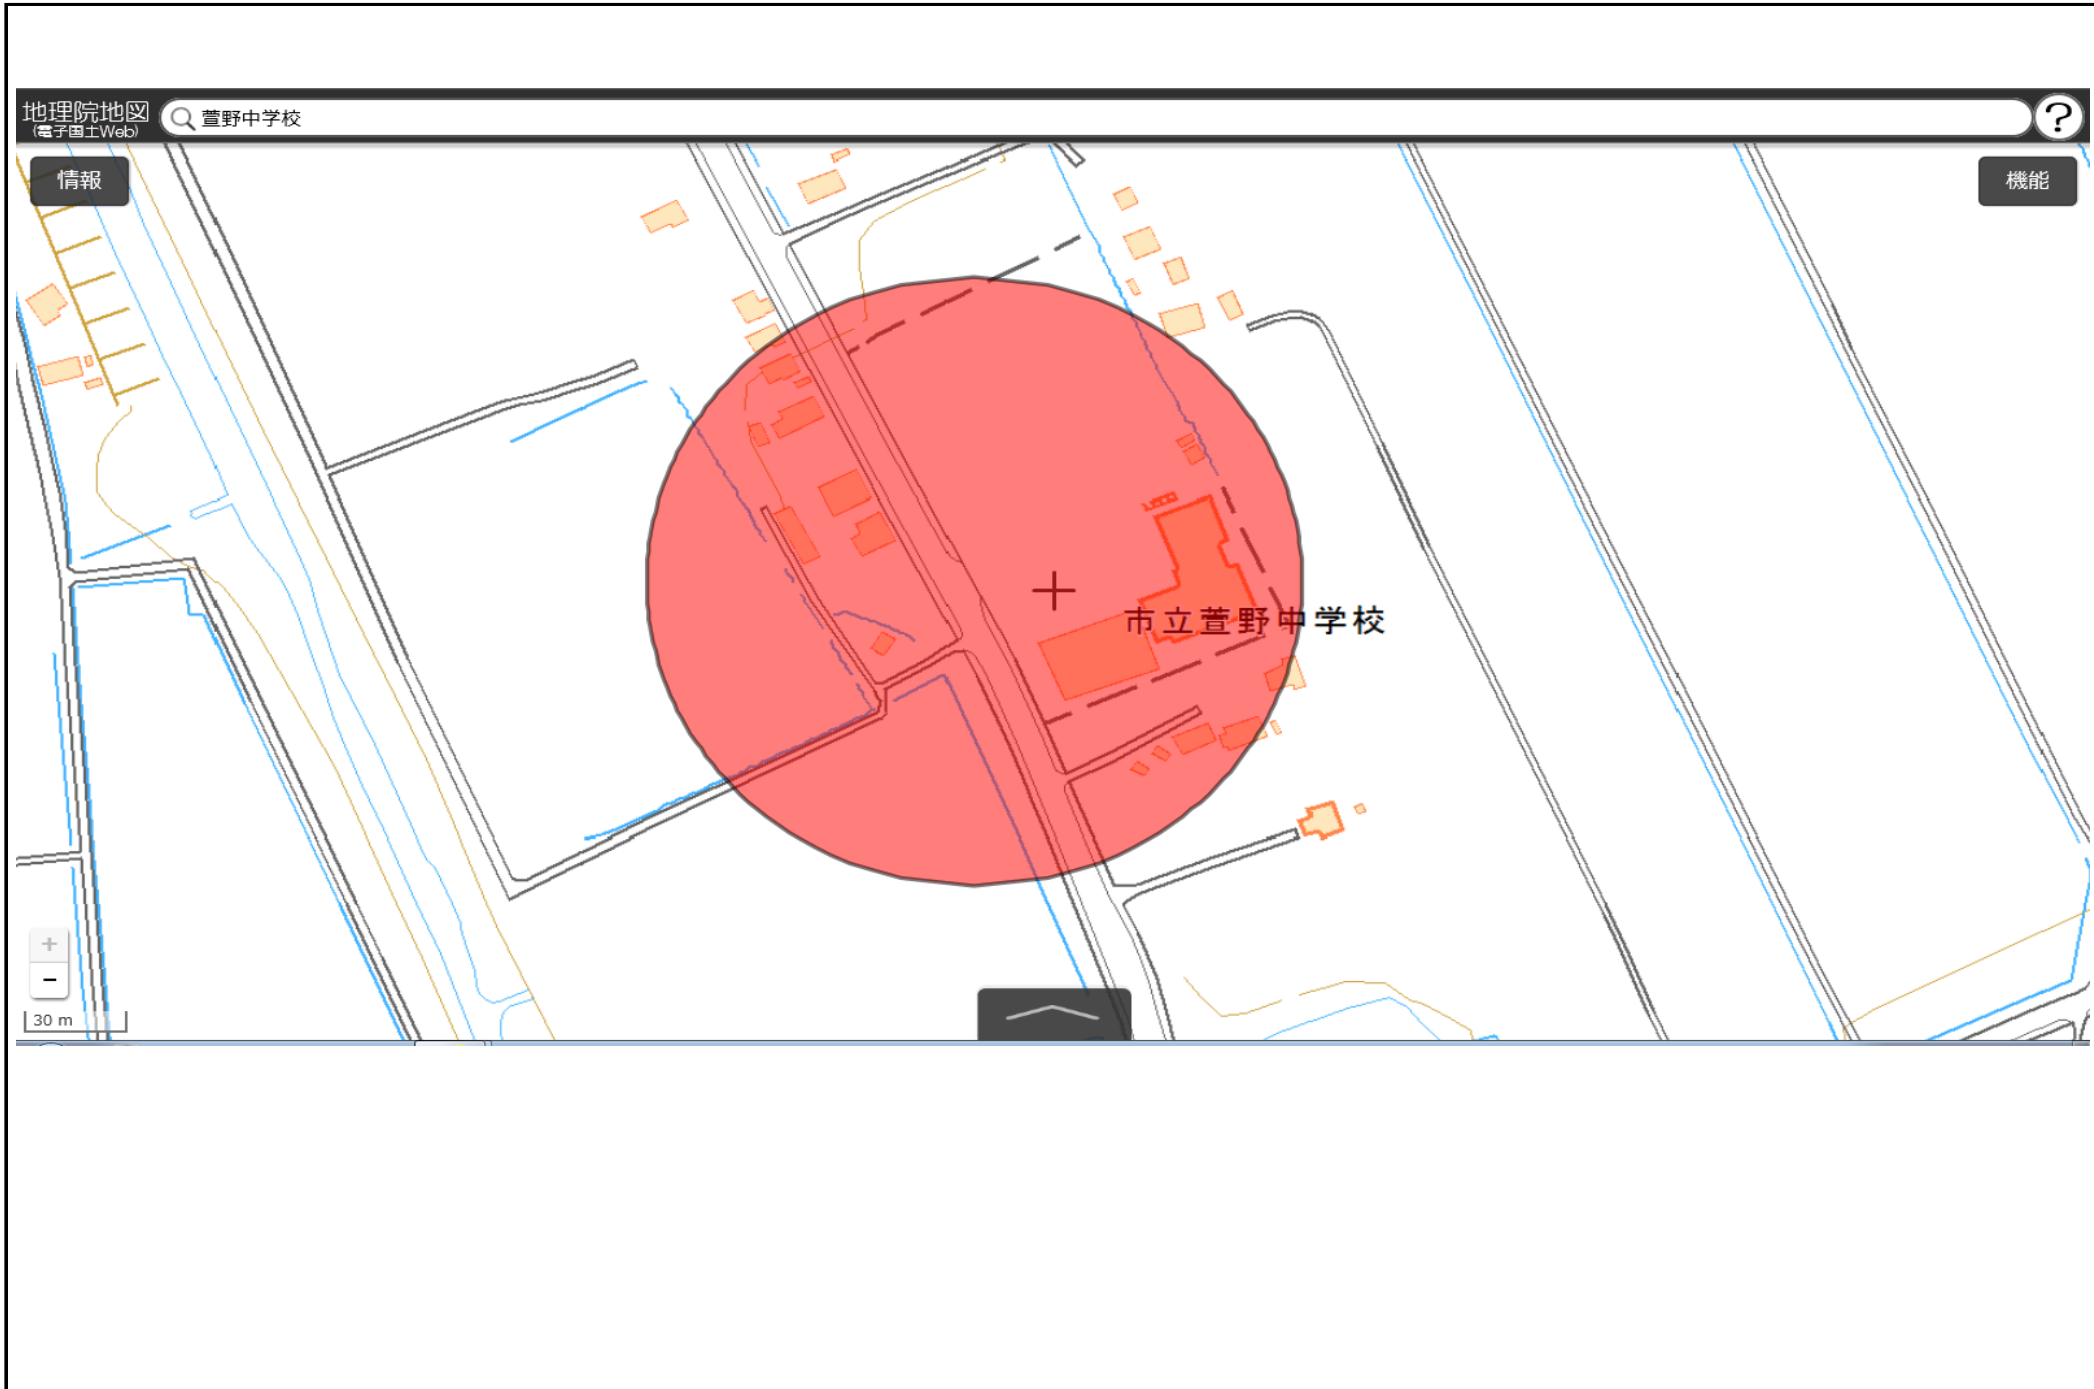 地理院地図
(電子国土Web)
萱野中学校
?
情報
機能
市立萱野中学校
+
−
30 m